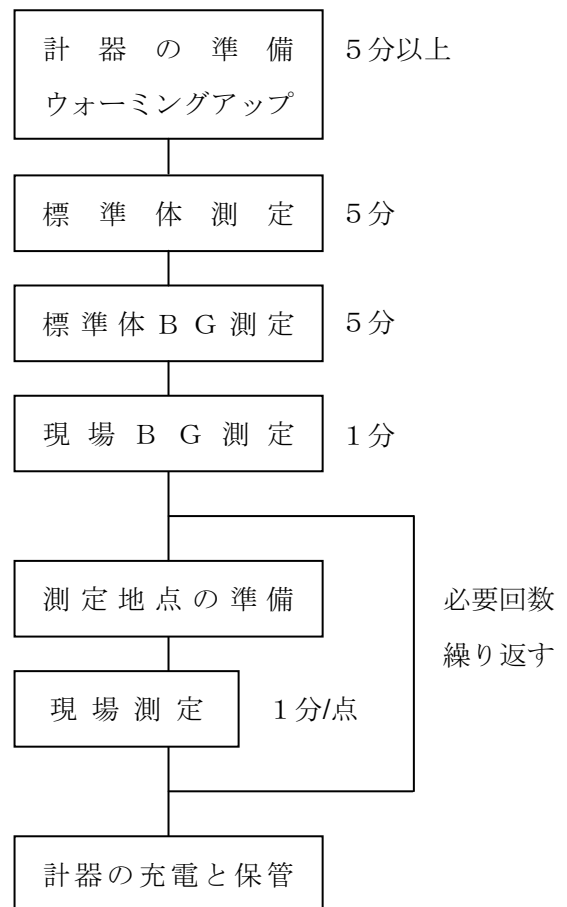 計器の準備 ５分以上
ウォーミングアップ
標準体測定 ５分
標準体ＢＧ測定 ５分
現場ＢＧ測定 １分
測定地点の準備 必要回数
繰り返す
現場測定 １分/点
計器の充電と保管